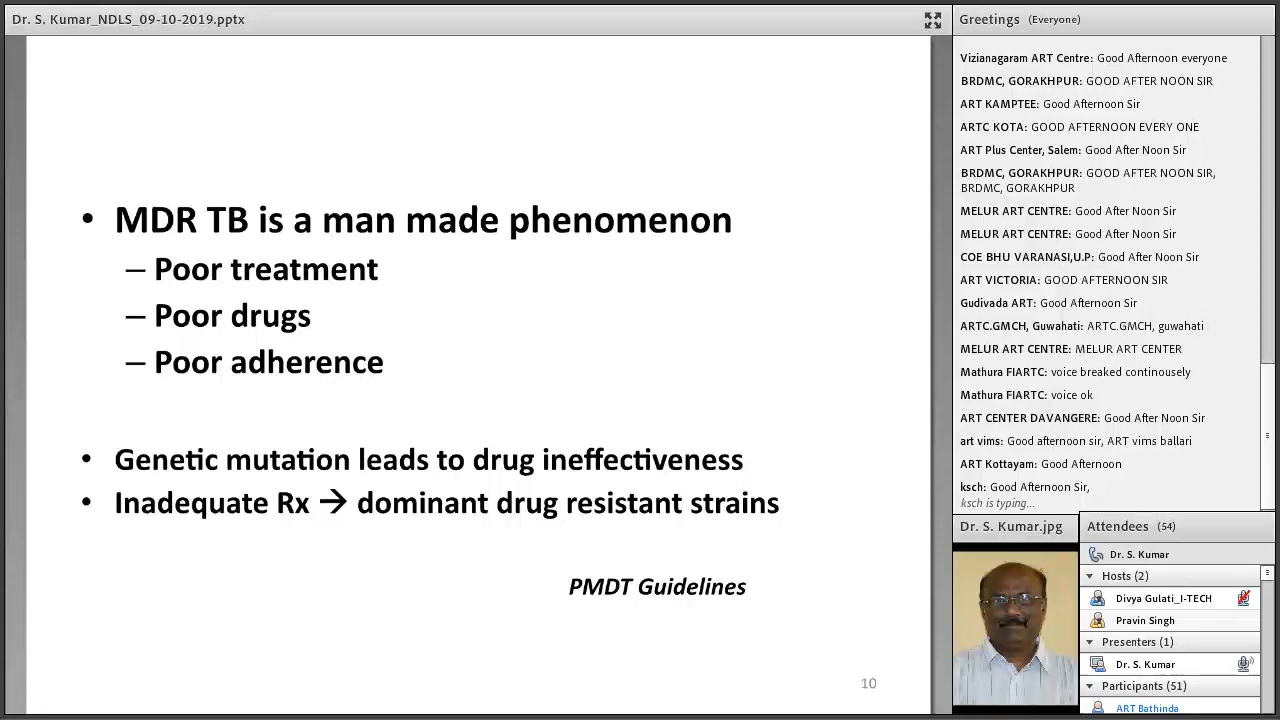 Dr. S. Kumar_NDLS_09-10-2019.pptx
• MDR TB is a man made phenomenon
– Poor treatment
– Poor drugs
– Poor adherence
• Genetic mutation leads to drug ineffectiveness
• Inadequate Rx → dominant drug resistant strains
PMDT Guidelines
10
Greetings (Everyone)
Vizianagaram ART Centre: Good Afternoon everyone
BRDMC, GORAKHPUR: GOOD AFTER NOON SIR
ART KAMPTEE: Good Afternoon Sir
ARTC KOTA: GOOD AFTERNOON EVERY ONE
ART Plus Center, Salem: Good After Noon Sir
BRDMC, GORAKHPUR: GOOD AFTER NOON SIR,
BRDMC, GORAKHPUR
MELUR ART CENTRE: Good After Noon Sir
MELUR ART CENTRE: Good After Noon Sir
COE BHU VARANASI,U.P: Good After Noon Sir
ART VICTORIA: GOOD AFTERNOON SIR
Gudivada ART: Good Afternoon Sir
ARTC.GMCH, Guwahati: ARTC.GMCH, guwahati
MELUR ART CENTRE: MELUR ART CENTER
Mathura FIARTC: voice breaked continousely
Mathura FIARTC: voice ok
ART CENTER DAVANGERE: Good After Noon Sir
art vims: Good afternoon sir, ART vims ballari
ART Kottayam: Good Afternoon
ksch: Good Afternoon Sir,
ksch is typing...
Dr. S. Kumar.jpg
Attendees (54)
Dr. S. Kumar
Hosts (2)
Divya Gulati_I-TECH
Pravin Singh
Presenters (1)
Dr. S. Kumar
Participants (51)
ART Bathinda